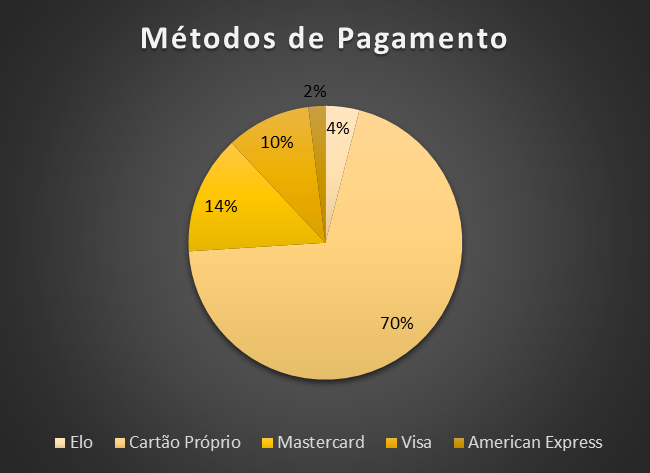 Métodos de Pagamento
2%
4%
10%
14%
70%
Elo Cartão Próprio Mastercard Visa American Express